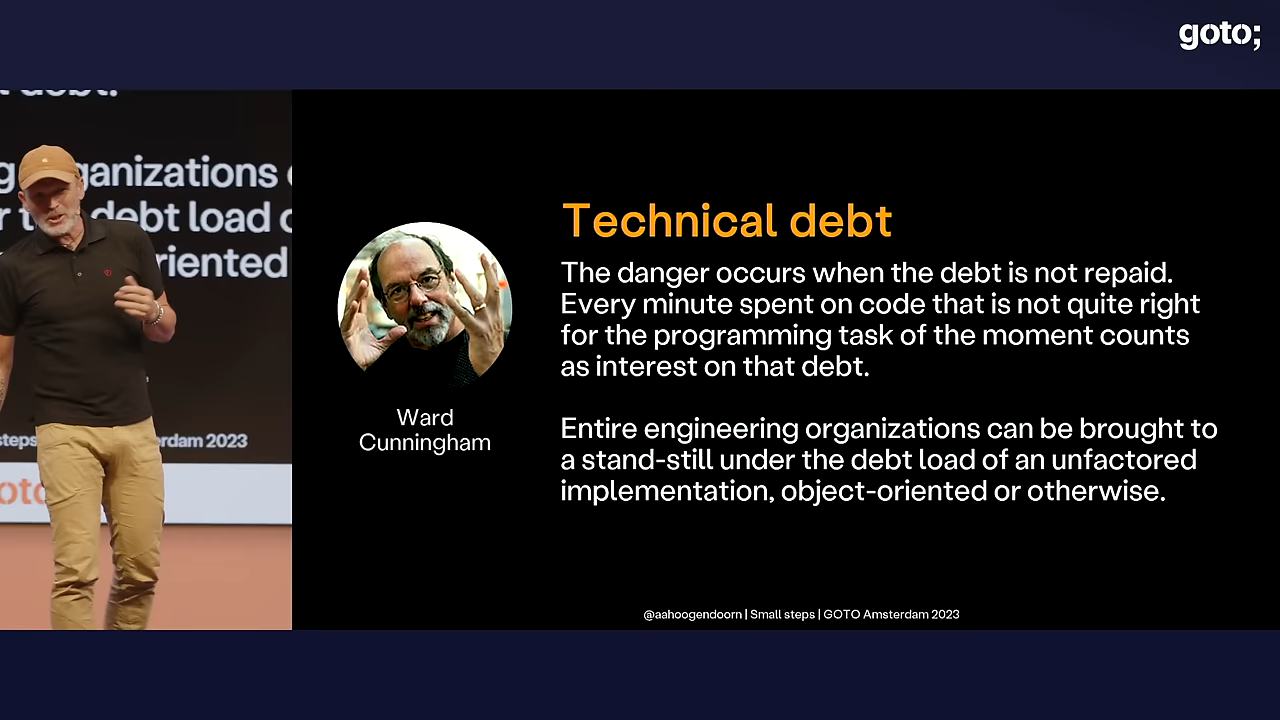 goto;
t debt.
ganizations
debt load
riented
steps
erdam 2023
Technical debt
The danger occurs when the debt is not repaid.
Every minute spent on code that is not quite right
for the programming task of the moment counts
as interest on that debt.
Entire engineering organizations can be brought to
a stand-still under the debt load of an unfactored
implementation, object-oriented or otherwise.
Ward
Cunningham
@aahoogendoorn | Small steps | GOTO Amsterdam 2023